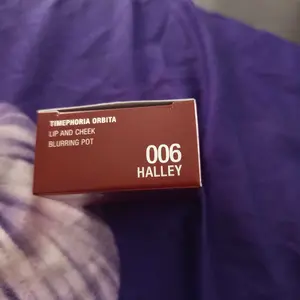 TIMEPHORIA ORBITA
LIP AND CHEEK
BLURRING POT
006
HALLEY